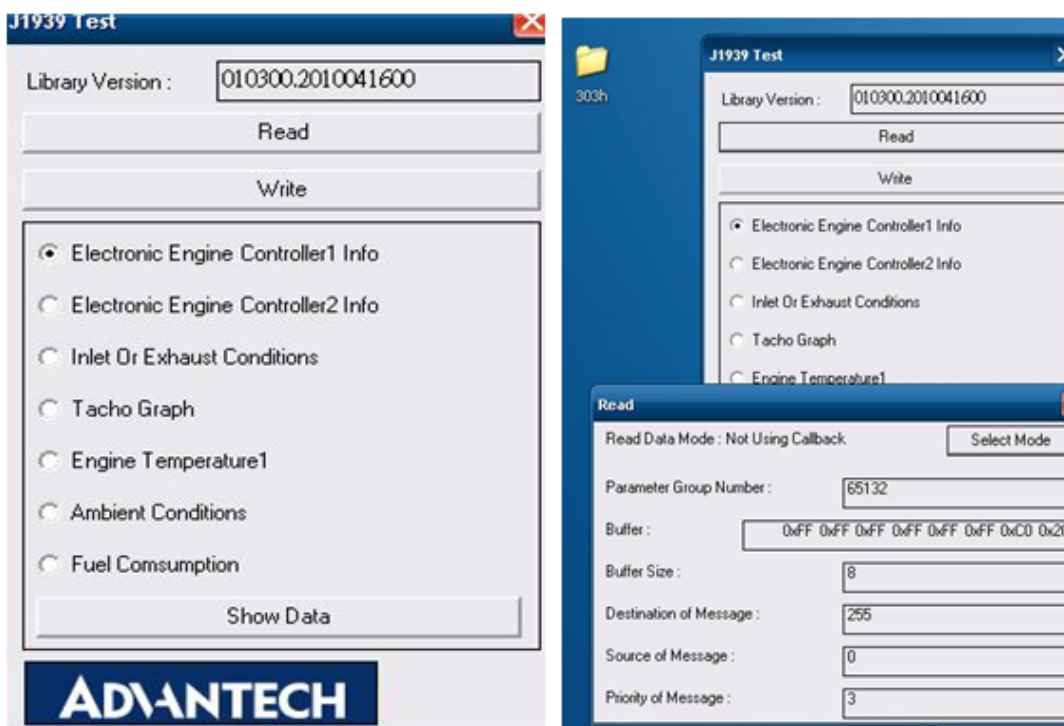 J1939 Test
Library Version : 010300.2010041600
Read
Write
Electronic Engine Controller1 Info
Electronic Engine Controller2 Info
Inlet Or Exhaust Conditions
Tacho Graph
Engine Temperature1
Ambient Conditions
Fuel Comsumption
Show Data
ADVANTECH
303h
J1939 Test
Library Version : 010300.2010041600
Read
Write
Electronic Engine Controller1 Info
Electronic Engine Controller2 Info
Inlet Or Exhaust Conditions
Tacho Graph
Engine Temperature1
Read
Read Data Mode : Not Using Callback Select Mode
Parameter Group Number : 65132
Buffer : 0xFF 0xFF 0xFF 0xFF 0xFF 0xFF 0xC0
Buffer Size : 8
Destination of Message : 255
Source of Message : 0
Priority of Message : 3